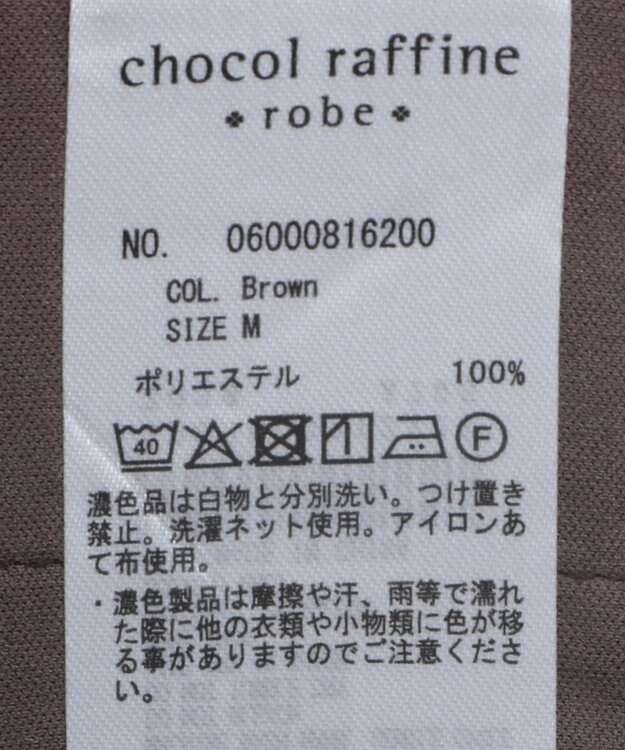 chocol raffine
robe
NO. 06000816200
COL. Brown
SIZE M
ポリエステル 100%
40 F
濃色品は白物と分別洗い。つけ置き
禁止。洗濯ネット使用。アイロンあ
て布使用。
・濃色製品は摩擦や汗、雨等で濡れ
た際に他の衣類や小物類に色が移
る事がありますのでご注意くださ
い。